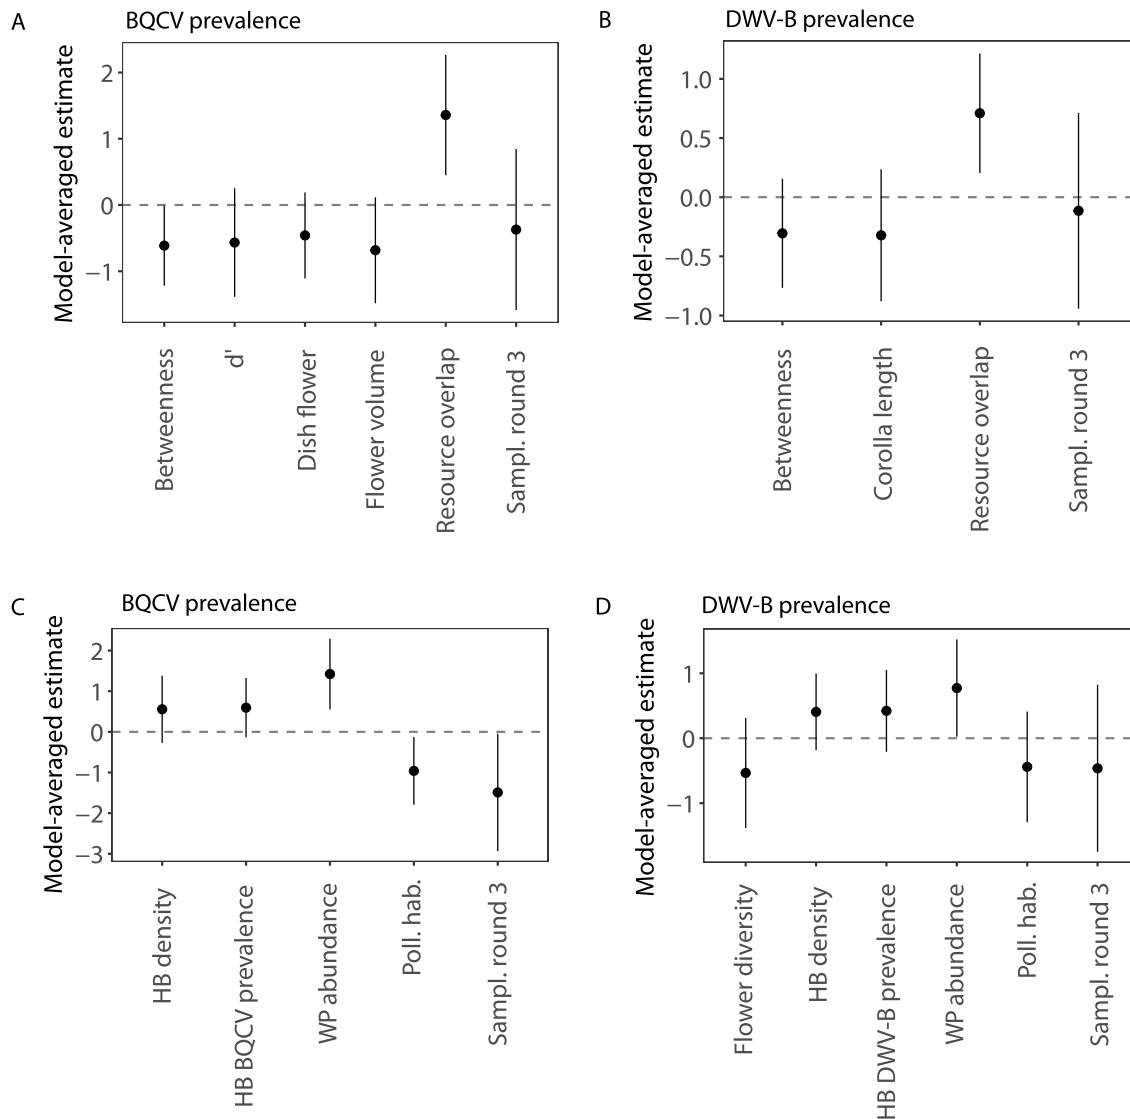 A
BQCV prevalence
Model-averaged estimate
2
1
0
−1
Betweenness
d'
Dish flower
Flower volume
Resource overlap
Sampl. round 3
B
DWV-B prevalence
Model-averaged estimate
1.0
0.5
0.0
−0.5
−1.0
Betweenness
Corolla length
Resource overlap
Sampl. round 3
C
BQCV prevalence
Model-averaged estimate
2
1
0
−1
−2
−3
HB density
HB BQCV prevalence
WP abundance
Poll. hab.
Sampl. round 3
D
DWV-B prevalence
Model-averaged estimate
1
0
−1
Flower diversity
HB density
HB DWV-B prevalence
WP abundance
Poll. hab.
Sampl. round 3